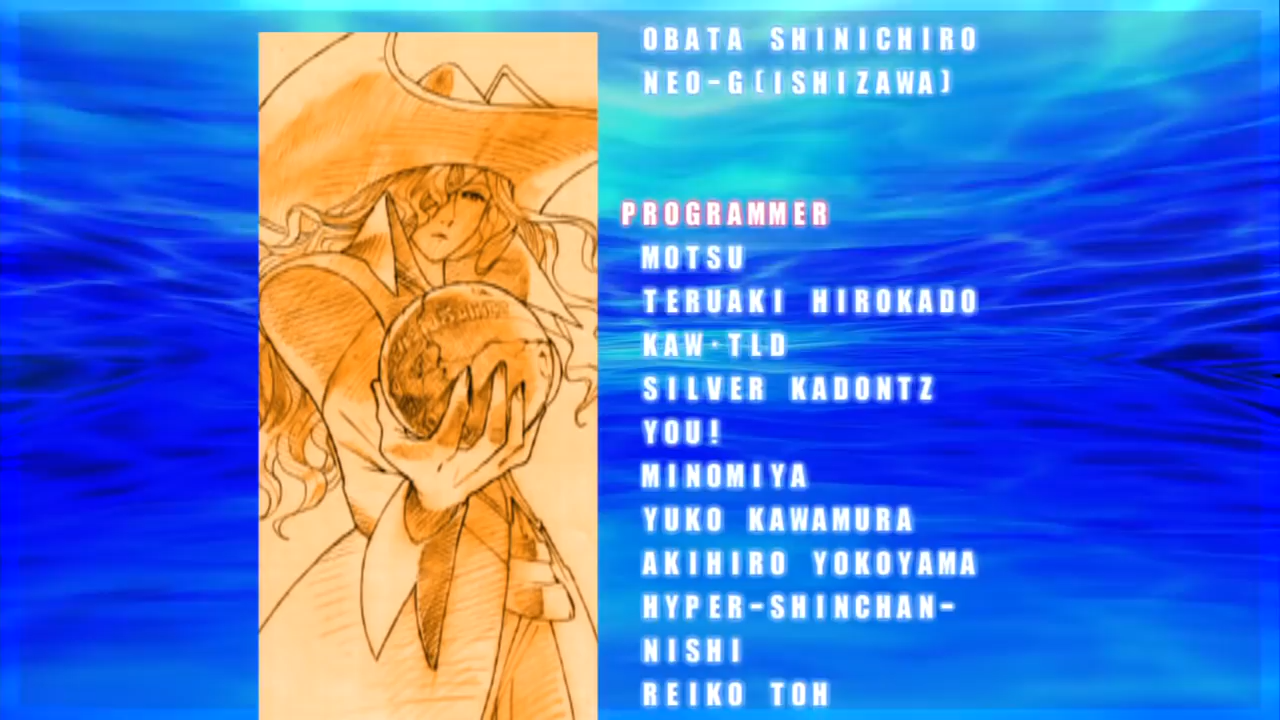 OBATA SHINICHIRO
NEO-G(ISHIZAWA)
PROGRAMMER
MOTSU
TERUAKI HIROKADO
KAW·TLD
SILVER KADONTZ
YOU!
MINOMIYA
YUKO KAWAMURA
AKIHIRO YOKOYAMA
HYPER-SHINCHAN-
NISHI
REIKO TOH